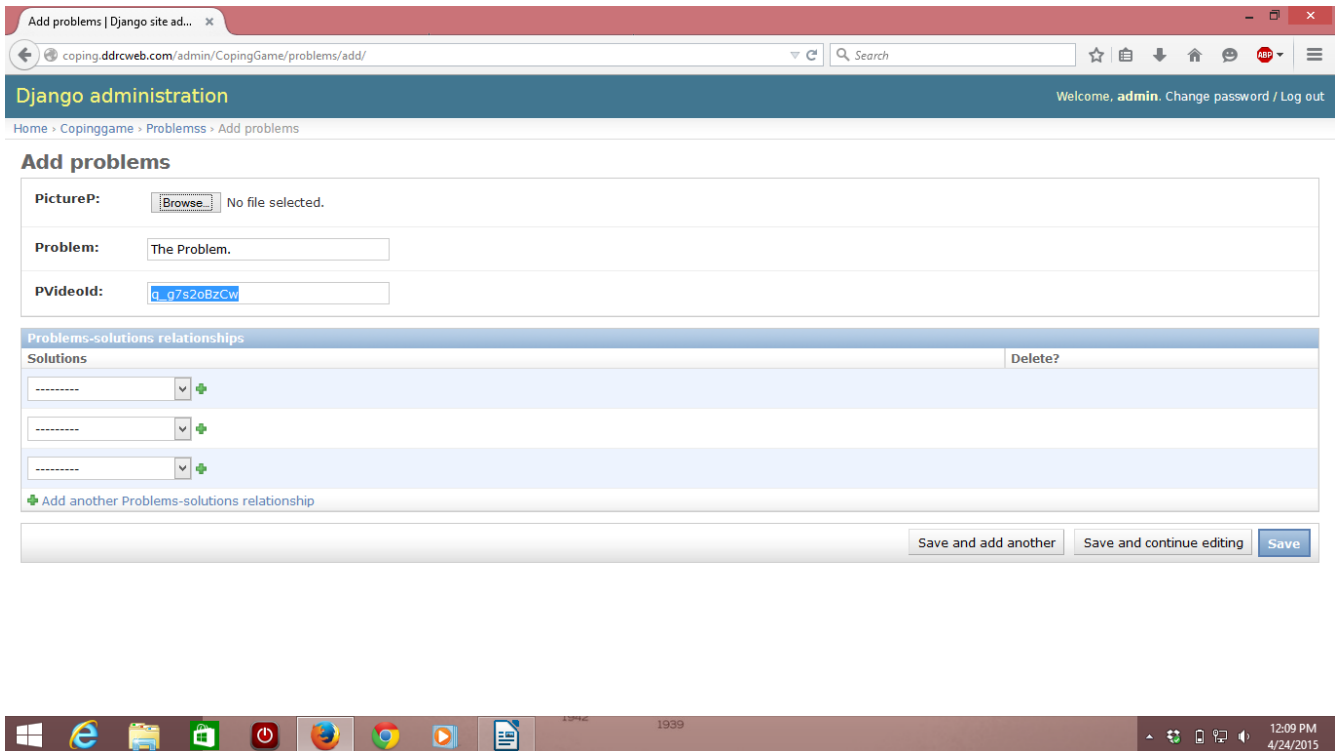 Add problems | Django site ad...
coping.ddrcweb.com/admin/CopingGame/problems/add/
Search
ABP
Django administration
Welcome, admin. Change password / Log out
Home › Copinggame › Problemss › Add problems
Add problems
PictureP:
Browse... No file selected.
Problem:
The Problem.
PVideoId:
q_g7s2oBzCw
Problems-solutions relationships
Solutions
Delete?
---------
---------
---------
Add another Problems-solutions relationship
Save and add another
Save and continue editing
Save
1942
1939
12:09 PM
4/24/2015